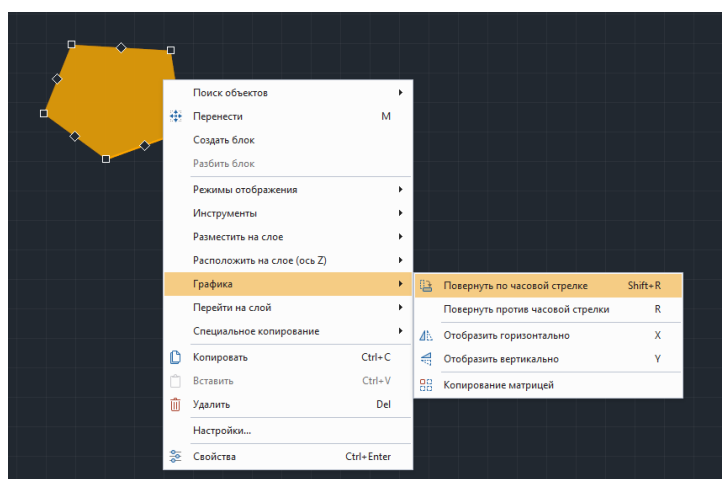 Поиск объектов
Перенести M
Создать блок
Разбить блок
Режимы отображения
Инструменты
Разместить на слое
Расположить на слое (ось Z)
Графика
Повернуть по часовой стрелке Shift+R
Повернуть против часовой стрелки R
Перейти на слой
Специальное копирование
Отобразить горизонтально X
Отобразить вертикально Y
Копирование матрицей
Копировать Ctrl+C
Вставить Ctrl+V
Удалить Del
Настройки...
Свойства Ctrl+Enter